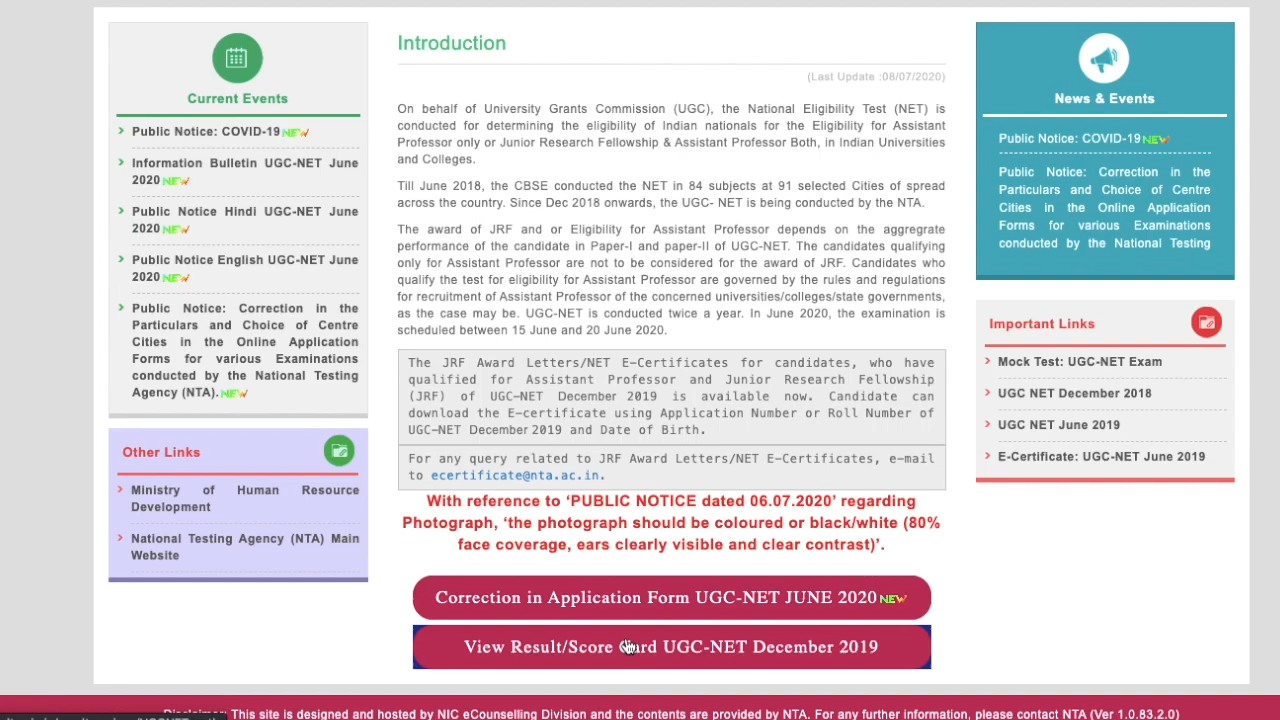 Current Events
Public Notice: COVID-19 NEW
Information Bulletin UGC-NET June
2020 NEW
Public Notice Hindi UGC-NET June
2020 NEW
Public Notice English UGC-NET June
2020 NEW
Public Notice: Correction in the
Particulars and Choice of Centre
Cities in the Online Application
Forms for various Examinations
conducted by the National Testing
Agency (NTA). NEW
Other Links
Ministry of Human Resource
Development
National Testing Agency (NTA) Main
Website
Introduction
(Last Update :08/07/2020)
On behalf of University Grants Commission (UGC), the National Eligibility Test (NET) is
conducted for determining the eligibility of Indian nationals for the Eligibility for Assistant
Professor only or Junior Research Fellowship & Assistant Professor Both, in Indian Universities
and Colleges.
Till June 2018, the CBSE conducted the NET in 84 subjects at 91 selected Cities of spread
across the country. Since Dec 2018 onwards, the UGC- NET is being conducted by the NTA.
The award of JRF and or Eligibility for Assistant Professor depends on the aggregrate
performance of the candidate in Paper-I and paper-II of UGC-NET. The candidates qualifying
only for Assistant Professor are not to be considered for the award of JRF. Candidates who
qualify the test for eligibility for Assistant Professor are governed by the rules and regulations
for recruitment of Assistant Professor of the concerned universities/colleges/state governments,
as the case may be. UGC-NET is conducted twice a year. In June 2020, the examination is
scheduled between 15 June and 20 June 2020.
The JRF Award Letters/NET E-Certificates for candidates, who have
qualified for Assistant Professor and Junior Research Fellowship
(JRF) of UGC-NET December 2019 is available now. Candidate can
download the E-certificate using Application Number or Roll Number of
UGC-NET December 2019 and Date of Birth.
For any query related to JRF Award Letters/NET E-Certificates, e-mail
to ecertificate@nta.ac.in.
With reference to ‘PUBLIC NOTICE dated 06.07.2020’ regarding
Photograph, ‘the photograph should be coloured or black/white (80%
face coverage, ears clearly visible and clear contrast)’.
Correction in Application Form UGC-NET JUNE 2020 NEW
View Result/Score Card UGC-NET December 2019
News & Events
Public Notice: COVID-19 NEW
Public Notice: Correction in the
Particulars and Choice of Centre
Cities in the Online Application
Forms for various Examinations
conducted by the National Testing
Important Links
Mock Test: UGC-NET Exam
UGC NET December 2018
UGC NET June 2019
E-Certificate: UGC-NET June 2019
Disclaimer: This site is designed and hosted by NIC eCounselling Division and the contents are provided by NTA. For any further information, please contact NTA (Ver 1.0.83.2.0)